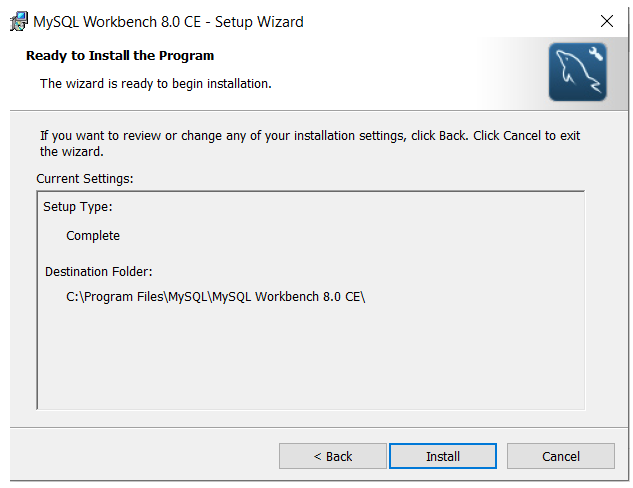 MySQL Workbench 8.0 CE - Setup Wizard
Ready to Install the Program
The wizard is ready to begin installation.
If you want to review or change any of your installation settings, click Back. Click Cancel to exit
the wizard.
Current Settings:
Setup Type:
Complete
Destination Folder:
C:\Program Files\MySQL\MySQL Workbench 8.0 CE\
< Back
Install
Cancel